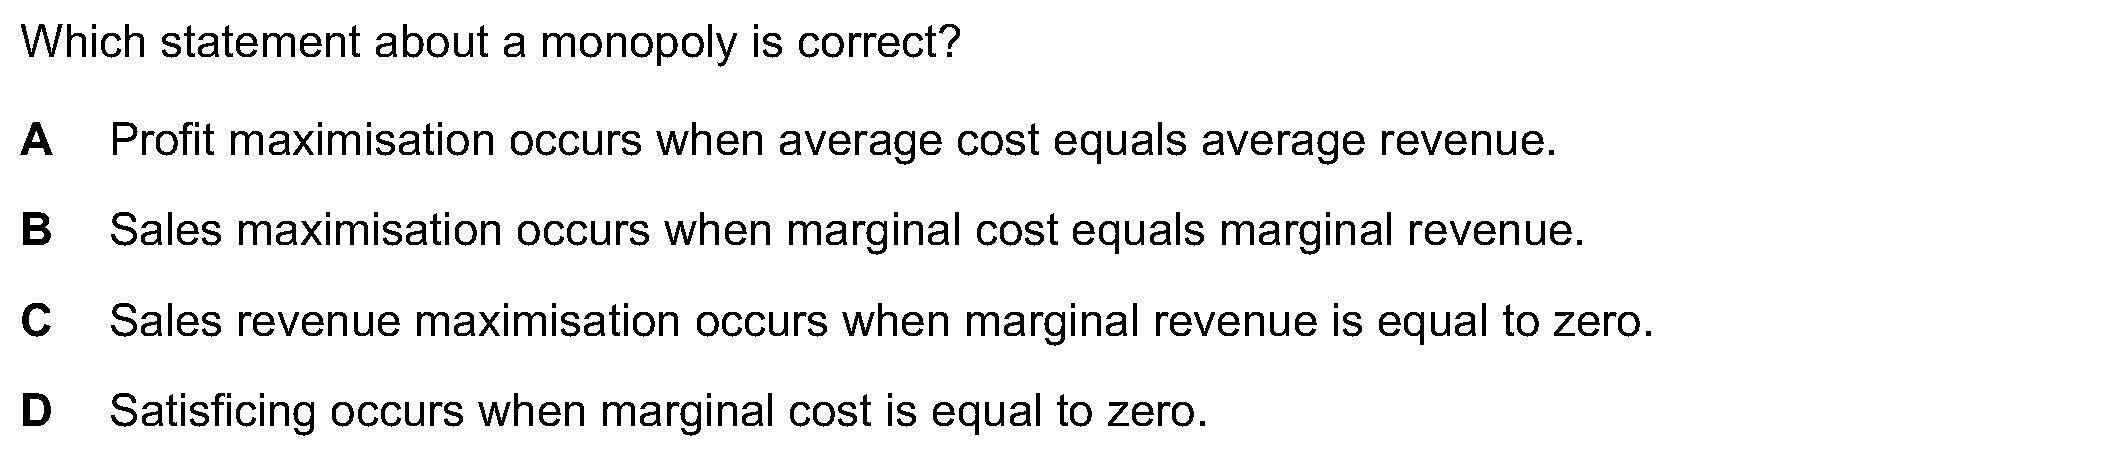 Which statement about a monopoly is correct?
A Profit maximisation occurs when average cost equals average revenue.
B Sales maximisation occurs when marginal cost equals marginal revenue.
C Sales revenue maximisation occurs when marginal revenue is equal to zero.
D Satisficing occurs when marginal cost is equal to zero.